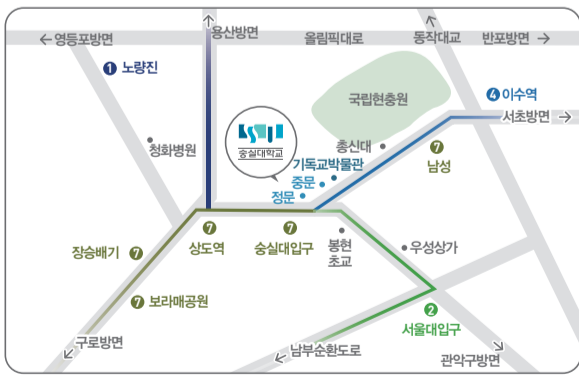 용산방면
동작대교
← 영등포방면
올림픽대로
반포방면 →
1 노량진
국립현충원
4 이수역
서초방면 →
청화병원
숭실대학교
총신대
기독교박물관
7
남성
중문
정문
장승배기 7
7
상도역
7
숭실대입구
봉현
초교
우성상가
7 보라매공원
2
서울대입구
구로방면
← 남부순환도로
관악구방면